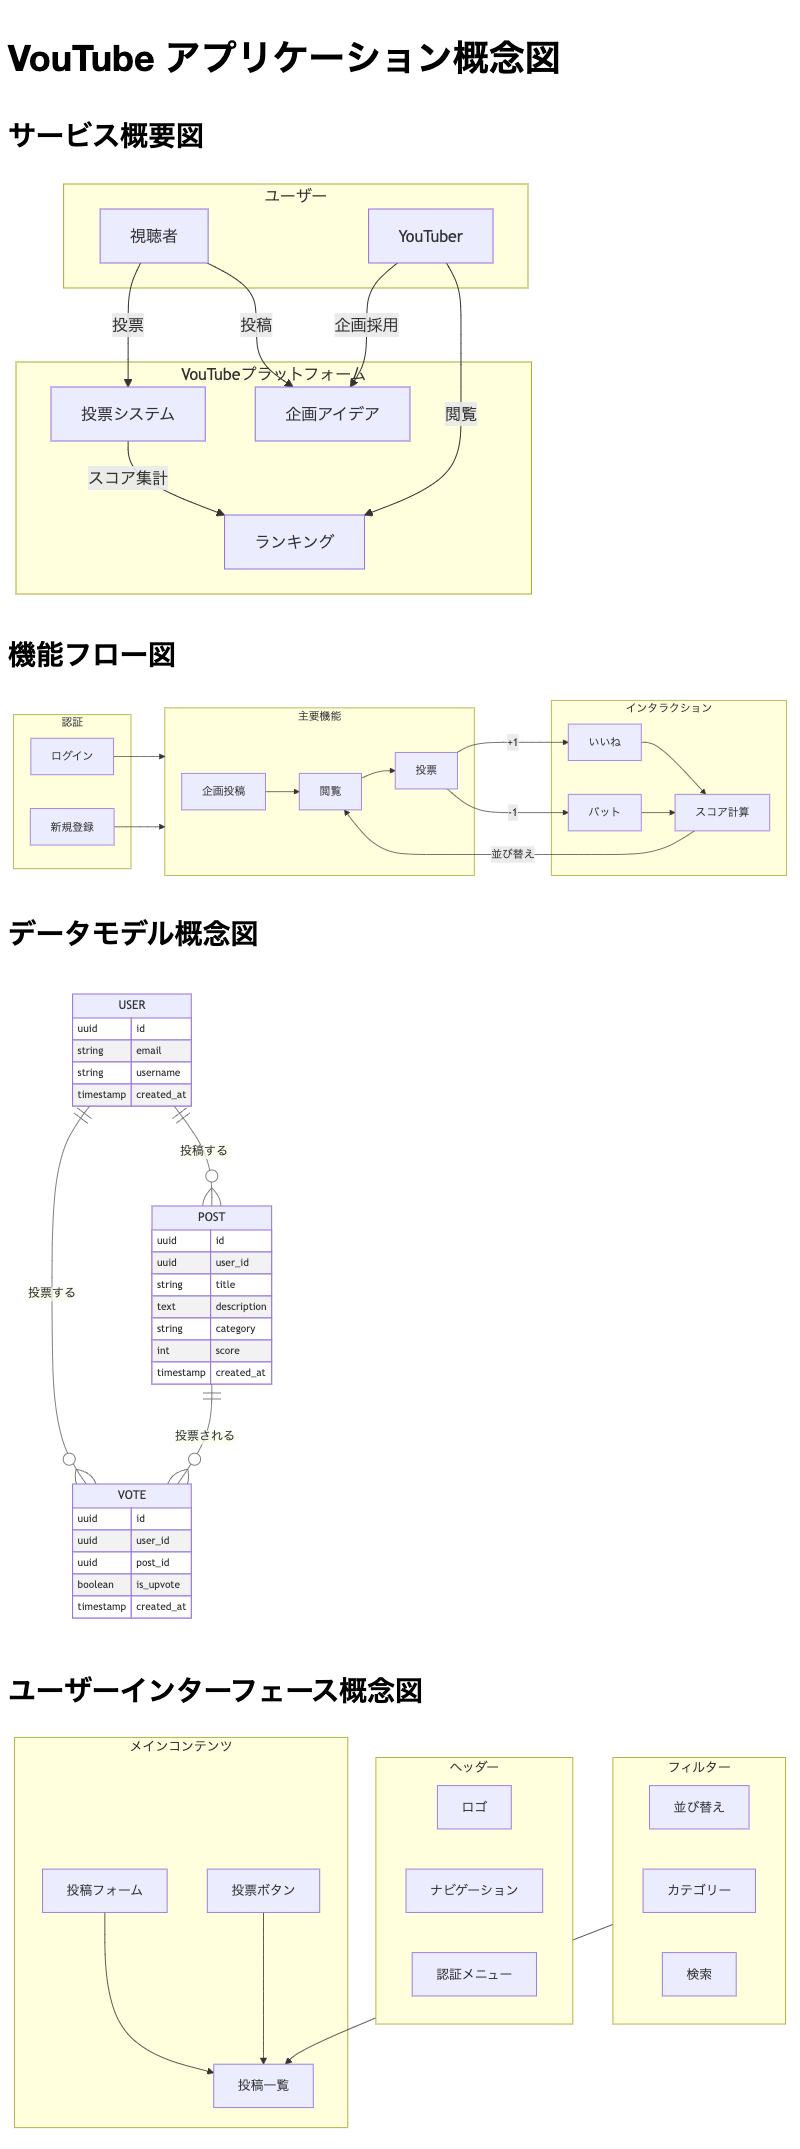 VouTube アプリケーション概念図
サービス概要図
ユーザー
視聴者
YouTuber
投票
投稿
企画採用
VouTubeプラットフォーム
投票システム
企画アイデア
閲覧
スコア集計
ランキング
機能フロー図
認証
ログイン
新規登録
主要機能
企画投稿
閲覧
投票
+1
-1
並び替え
インタラクション
いいね
バット
スコア計算
データモデル概念図
USER
uuid id
string email
string username
timestamp created_at
投稿する
投票する
POST
uuid id
uuid user_id
string title
text description
string category
int score
timestamp created_at
投票される
VOTE
uuid id
uuid user_id
uuid post_id
boolean is_upvote
timestamp created_at
ユーザーインターフェース概念図
メインコンテンツ
投稿フォーム
投票ボタン
投稿一覧
ヘッダー
ロゴ
ナビゲーション
認証メニュー
フィルター
並び替え
カテゴリー
検索